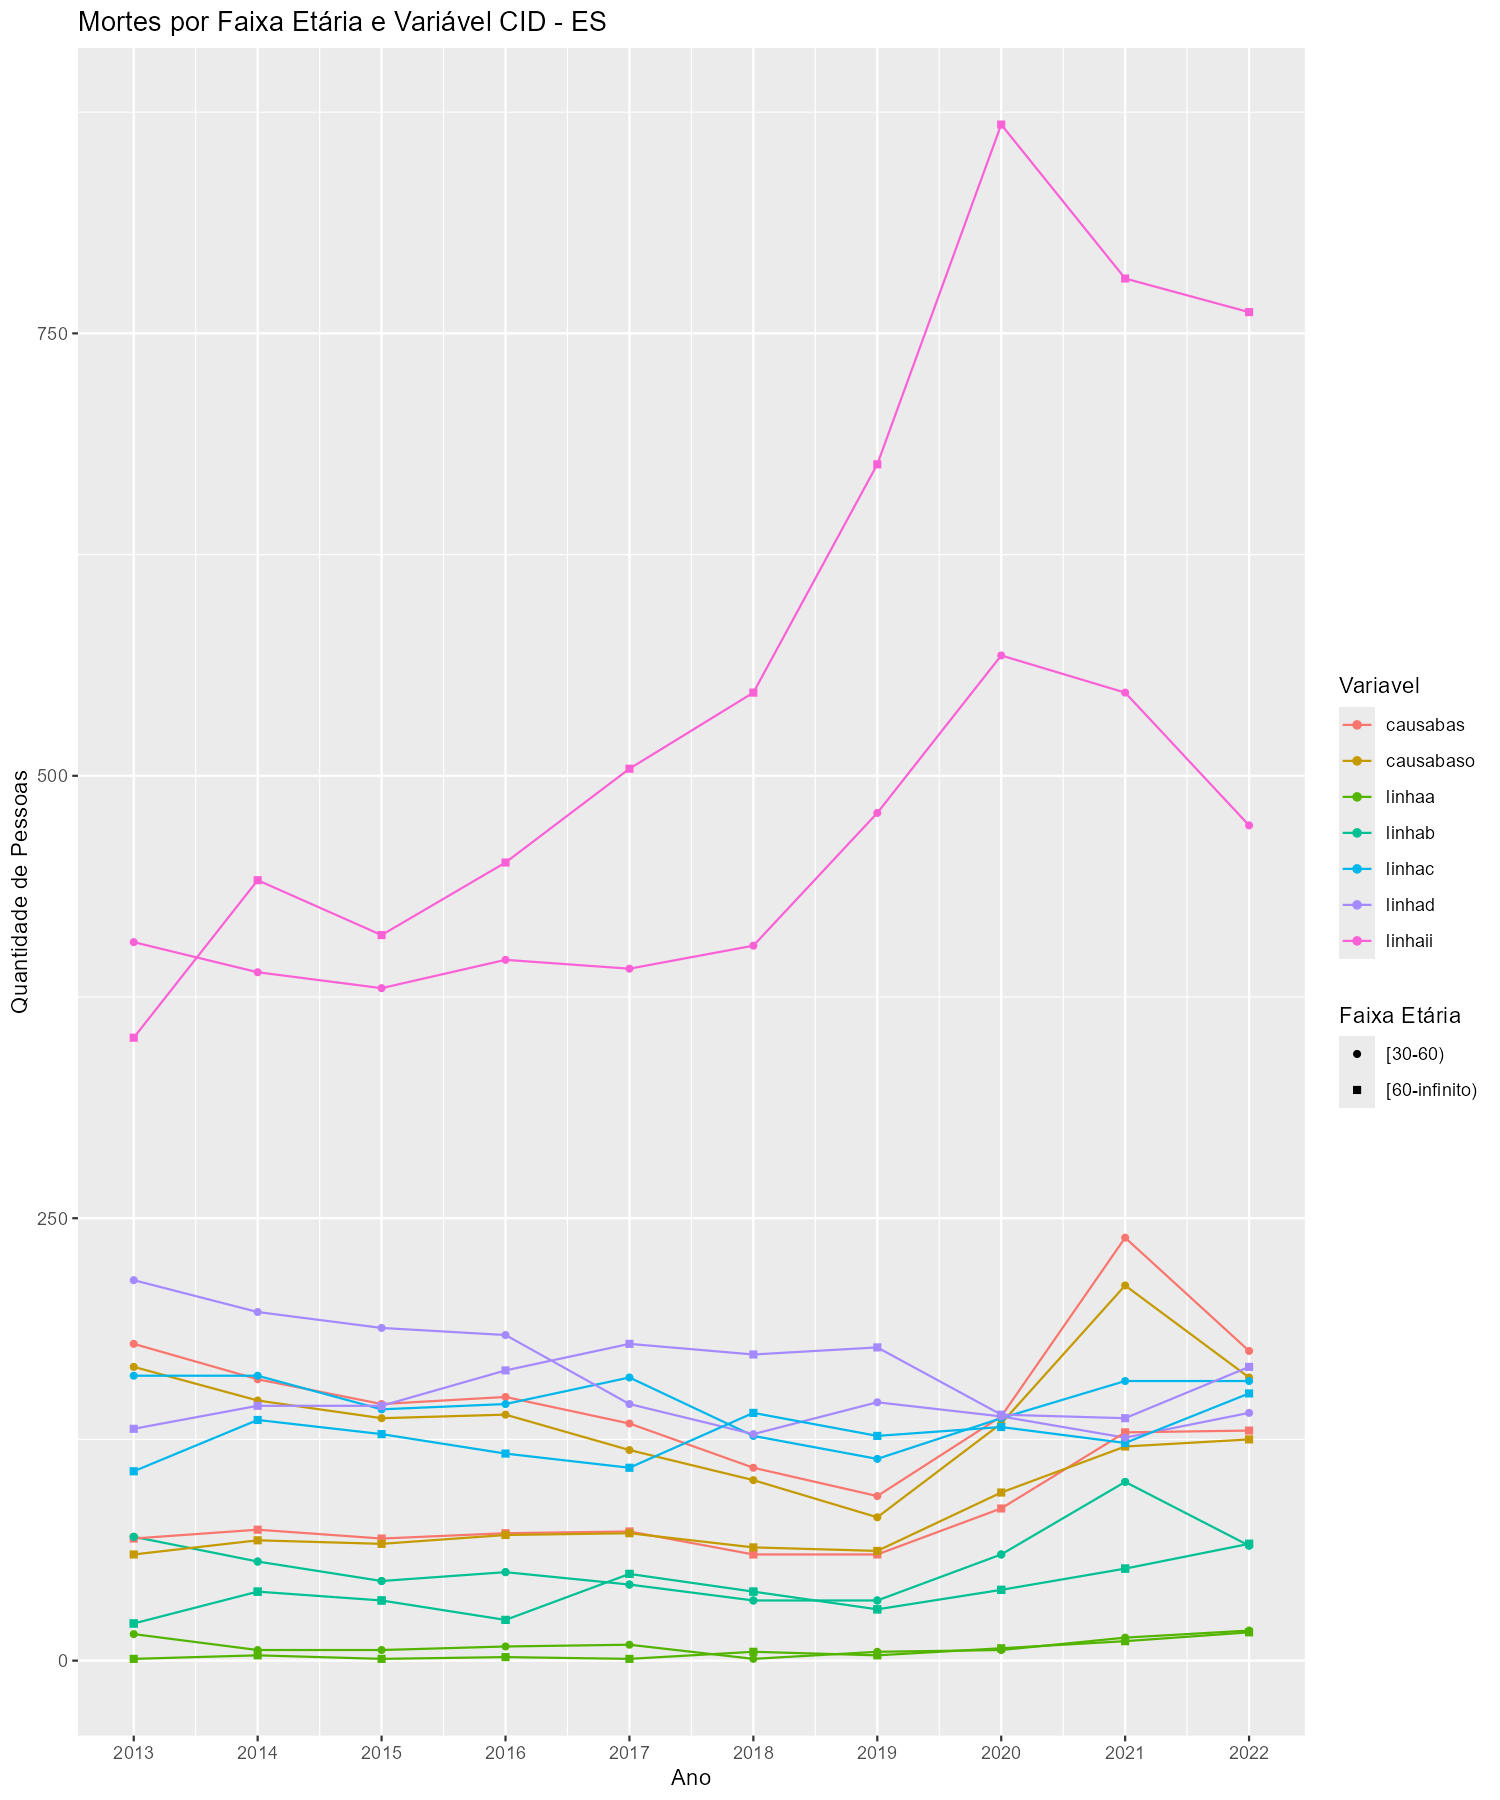 Mortes por Faixa Etária e Variável CID - ES
Quantidade de Pessoas
750
500
250
0
2013 2014 2015 2016 2017 2018 2019 2020 2021 2022
Ano
Variavel
causabas
causabaso
linhaa
linhab
linhac
linhad
linhaii
Faixa Etária
[30-60)
[60-infinito)